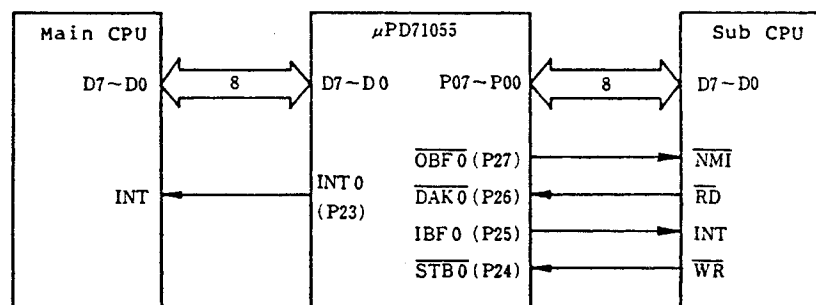 Main CPU
μPD71055
Sub CPU
D7~D0
8
D7~D0
P07~P00
8
D7~D0
OBF0 (P27)
NMI
INT
INT0
(P23)
DAK0 (P26)
RD
IBF0 (P25)
INT
STB0 (P24)
WR